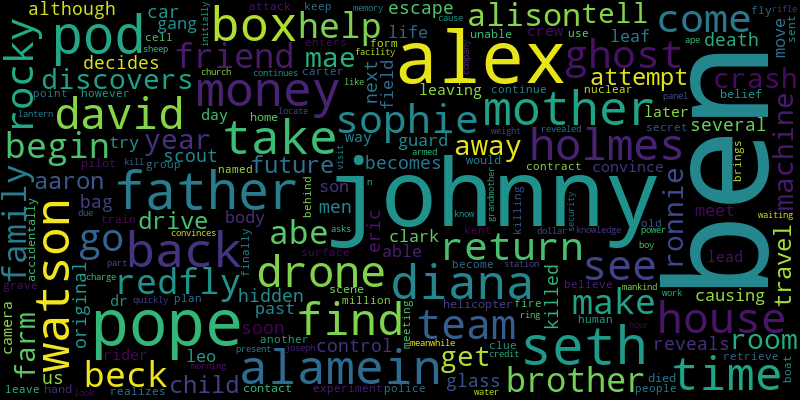 although
pod
box
help
car
gang
escape
alison
tell
attack
keep
memory
cause
fly
rifle
sheep
cell
initially
life
unable
crew
use
leaf
come
move
sent
ape
death
decides
friend
mae
alex
form
facility
enters
ghost
rocky
discovers
money
church
continues
carter
company
next
field
leaving
continue
nuclear
attempt
crash
belief
panel
point
however
david
year
day
home
like
locate
sophie
mother
later
several
lantern
begin
try
take
way
guard
away
weight
revealed
secret
holmes
machine
ben
brings
pilot
kill
group
scout
future
becomes
armed
would
contract
convince
family
aaron
bag
named
visit
son
men
n
asks
johnny
grandmother
know
security
killing
ronnie
meet
waiting
accidentally
watson
father
behind
body
drive
due
train
abe
eric
clark
able
kent
dollar
knowledge
boy
pld
power
lead
go
convinces
back
finally
surface
return
become
station
see
mankind
work
causing
travel
farm
original
redfly
drone
diana
believe
million
scene
helicopter
fire
ring
killed
make
house
camera
grave
part
charge
dr
quickly
plan
hidden
past
another
find
meeting
team
clue
credit
human
reveals
room
pope
present
joseph
soon
control
police
meanwhile
get
seth
hour
retrieve
us
rider
leo
morning
alamein
glass
brother
died
people
time
boat
leave
hand
look
realizes
beck
child
contact
experiment
water